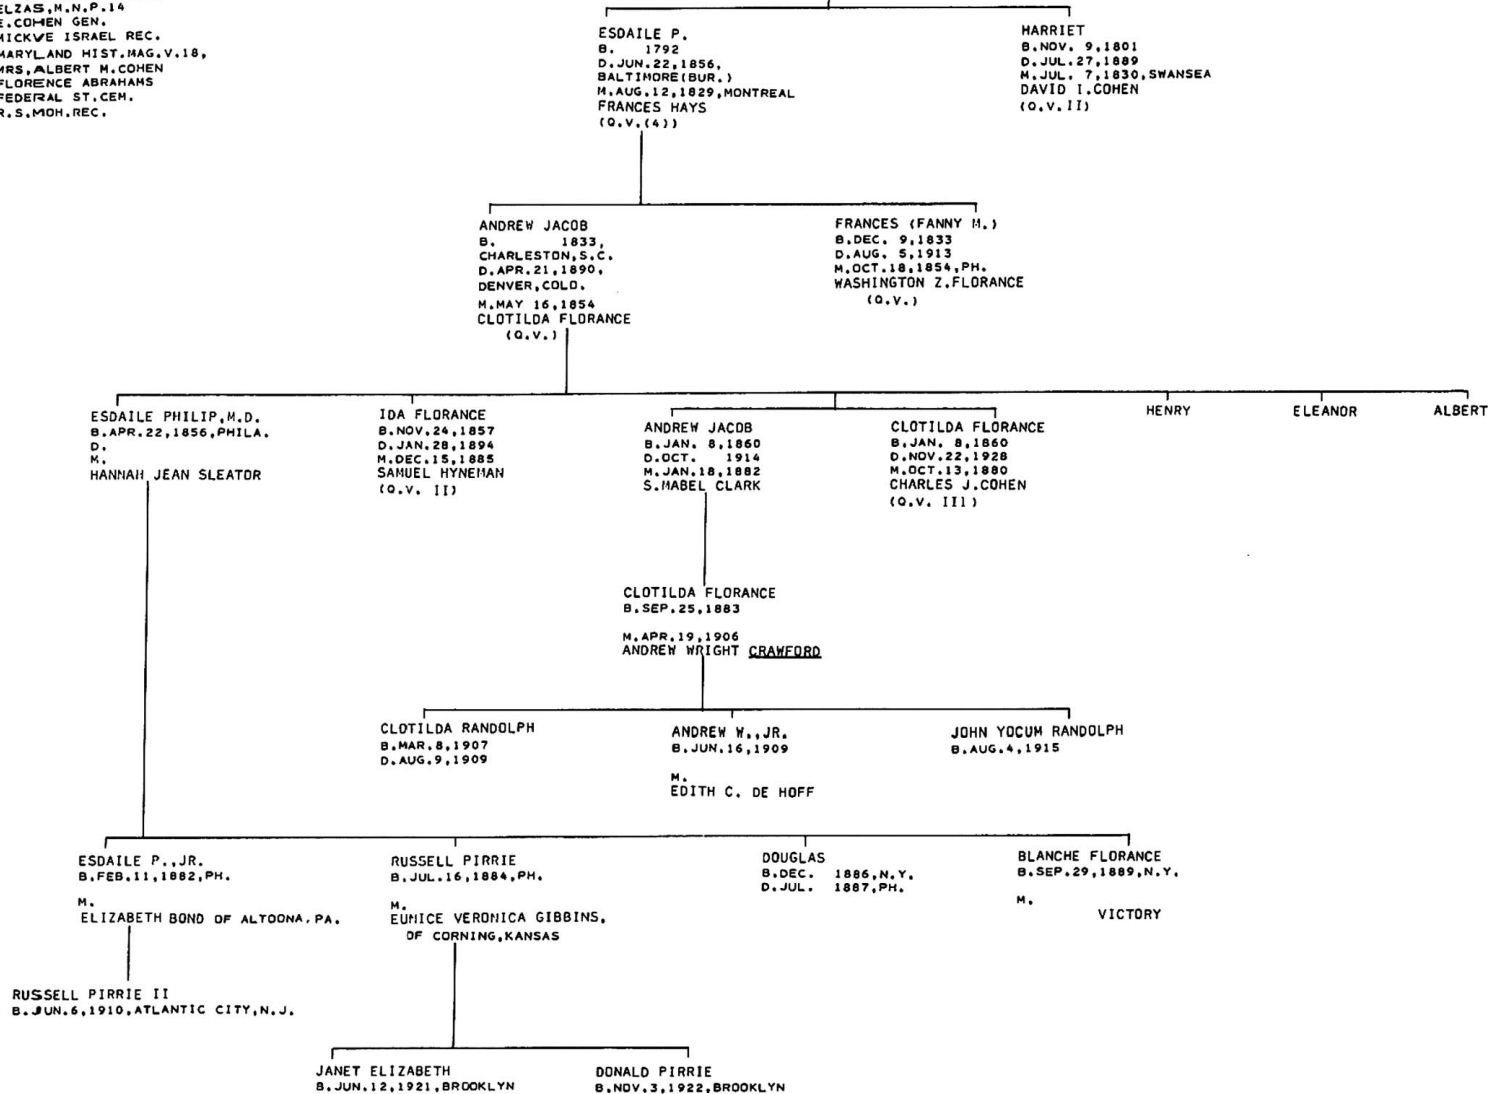 ELZAS,M.N.P.14
E.COHEN GEN.
MICKVE ISRAEL REC.
MARYLAND HIST.MAG.V.18,
MRS,ALBERT M.COHEN
FLORENCE ABRAHAMS
FEDERAL ST.CEM.
R.S.MOH.REC.
ESDAILE P.
B. 1792
D.JUN.22,1856,
BALTIMORE(BUR.)
M.AUG.12,1829,MONTREAL
FRANCES HAYS
(Q.V.(4))
HARRIET
B.NOV. 9,1801
D.JUL.27,1889
M.JUL. 7,1830,SWANSEA
DAVID I.COHEN
(Q.V.II)
ANDREW JACOB
B. 1833,
CHARLESTON,S.C.
D.APR.21,1890,
DENVER,COLO.
M.MAY 16,1854
CLOTILDA FLORANCE
(Q.V.)
FRANCES (FANNY M.)
B.DEC. 9,1833
D.AUG. 5,1913
M.OCT.18,1854,PH.
WASHINGTON Z.FLORANCE
(Q.V.)
ESDAILE PHILIP,M.D.
B.APR.22,1856,PHILA.
D.
M.
HANNAH JEAN SLEATOR
IDA FLORANCE
B.NOV.24,1857
D.JAN.28,1894
M.DEC.15,1885
SAMUEL HYNEMAN
(Q.V. II)
ANDREW JACOB
B.JAN. 8,1860
D.OCT. 1914
M.JAN.18,1882
S.MABEL CLARK
CLOTILDA FLORANCE
B.JAN. 8,1860
D.NOV.22,1928
M.OCT.13,1880
CHARLES J.COHEN
(Q.V. III)
HENRY
ELEANOR
ALBERT
CLOTILDA FLORANCE
B.SEP.25,1883
M.APR.19,1906
ANDREW WRIGHT CRAWFORD
CLOTILDA RANDOLPH
B.MAR.8,1907
D.AUG.9,1909
ANDREW W.,JR.
B.JUN.16,1909
M.
EDITH C. DE HOFF
JOHN YOCUM RANDOLPH
B.AUG.4,1915
ESDAILE P.,JR.
B.FEB.11,1882,PH.
M.
ELIZABETH BOND OF ALTOONA, PA.
RUSSELL PIRRIE
B.JUL.16,1884,PH.
M.
EUNICE VERONICA GIBBINS,
OF CORNING,KANSAS
DOUGLAS
B.DEC. 1886,N.Y.
D.JUL. 1887,PH.
BLANCHE FLORANCE
B.SEP.29,1889,N.Y.
M.
VICTORY
RUSSELL PIRRIE II
B.JUN.6,1910,ATLANTIC CITY,N.J.
JANET ELIZABETH
B.JUN.12,1921,BROOKLYN
DONALD PIRRIE
B.NOV.3,1922,BROOKLYN